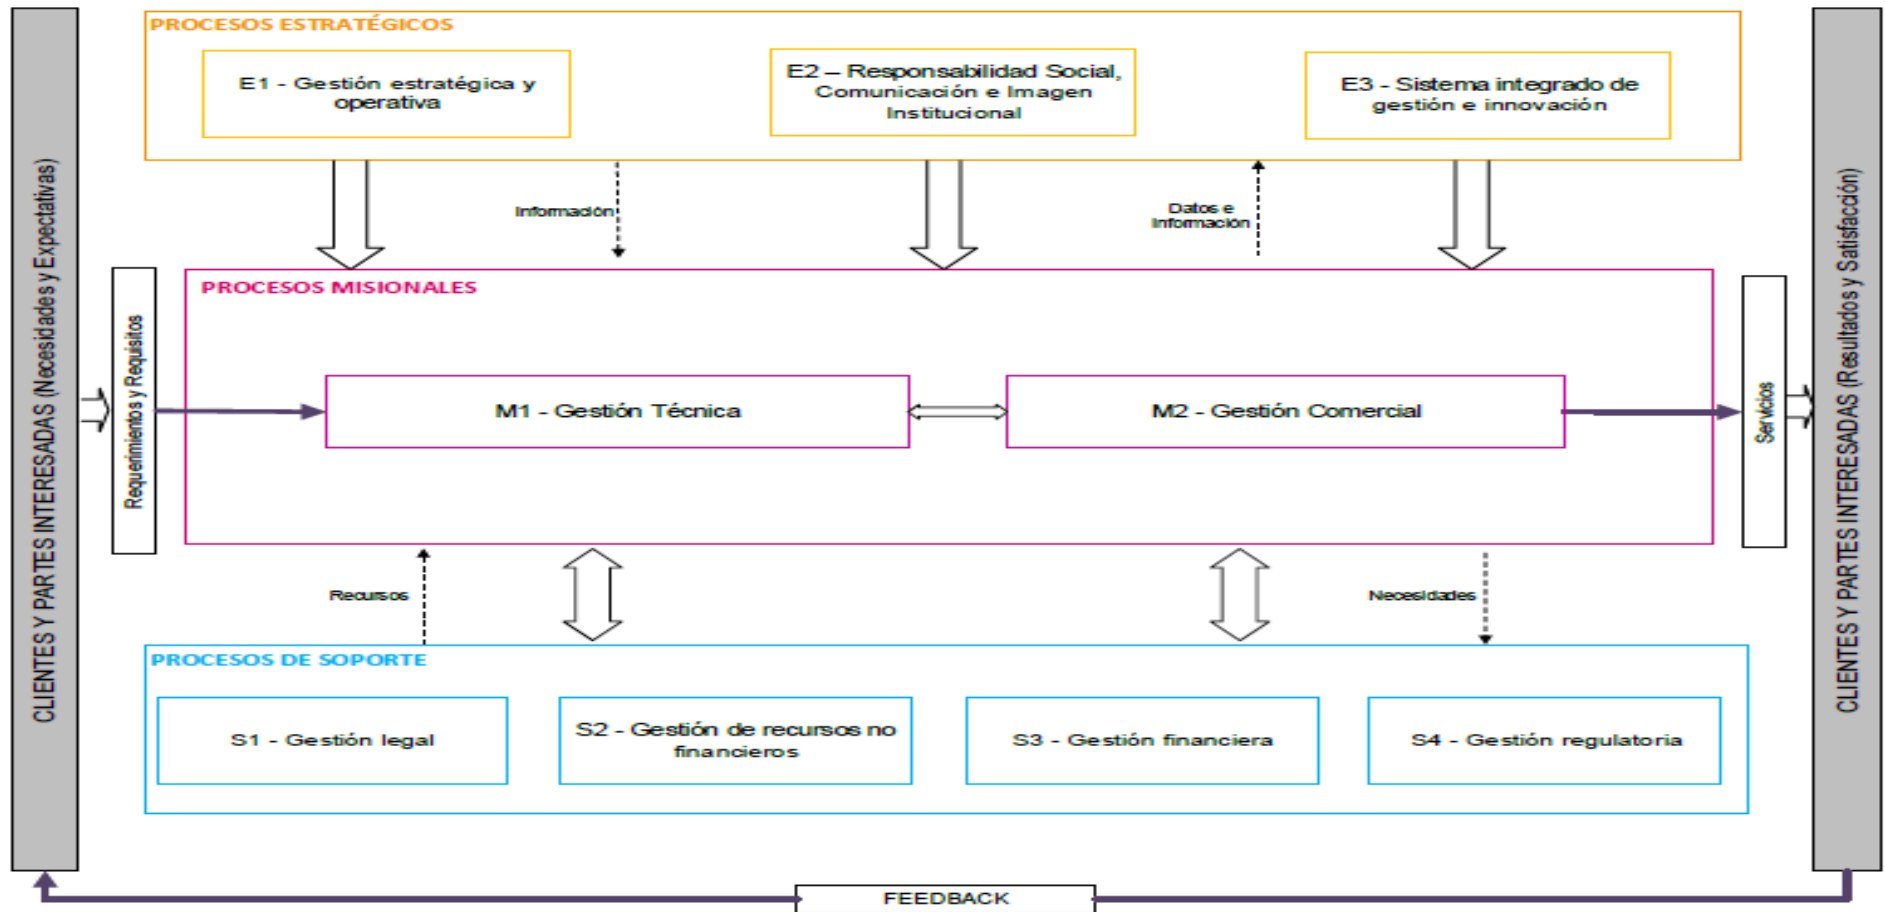 CLIENTES Y PARTES INTERESADAS (Necesidades y Expectativas)
PROCESOS ESTRATÉGICOS
E1 - Gestión estratégica y
operativa
E2 – Responsabilidad Social,
Comunicación e Imagen
Institucional
E3 - Sistema integrado de
gestión e innovación
Información
Datos e
Información
Requerimientos y Requisitos
PROCESOS MISIONALES
M1 - Gestión Técnica
M2 - Gestión Comercial
Servicios
CLIENTES Y PARTES INTERESADAS (Resultados y Satisfacción)
Recursos
Necesidades
PROCESOS DE SOPORTE
S1 - Gestión legal
S2 - Gestión de recursos no
financieros
S3 - Gestión financiera
S4 - Gestión regulatoria
FEEDBACK